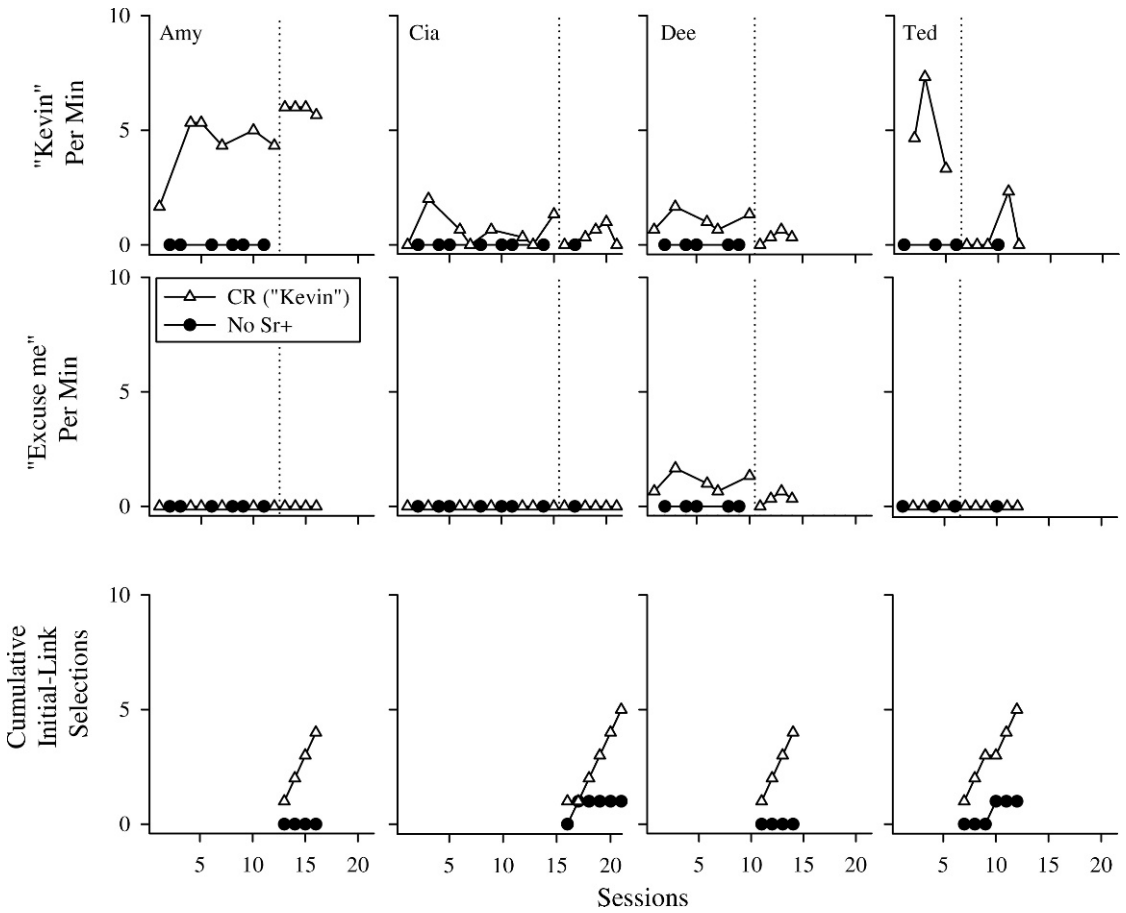 10
Amy
Cia
Dee
Ted
"Kevin"
Per Min
5
0
10
CR ("Kevin")
No Sr+
"Excuse me"
Per Min
5
0
10
Cumulative
Initial-Link
Selections
5
0
5 10 15 20 5 10 15 20 5 10 15 20 5 10 15 20
Sessions